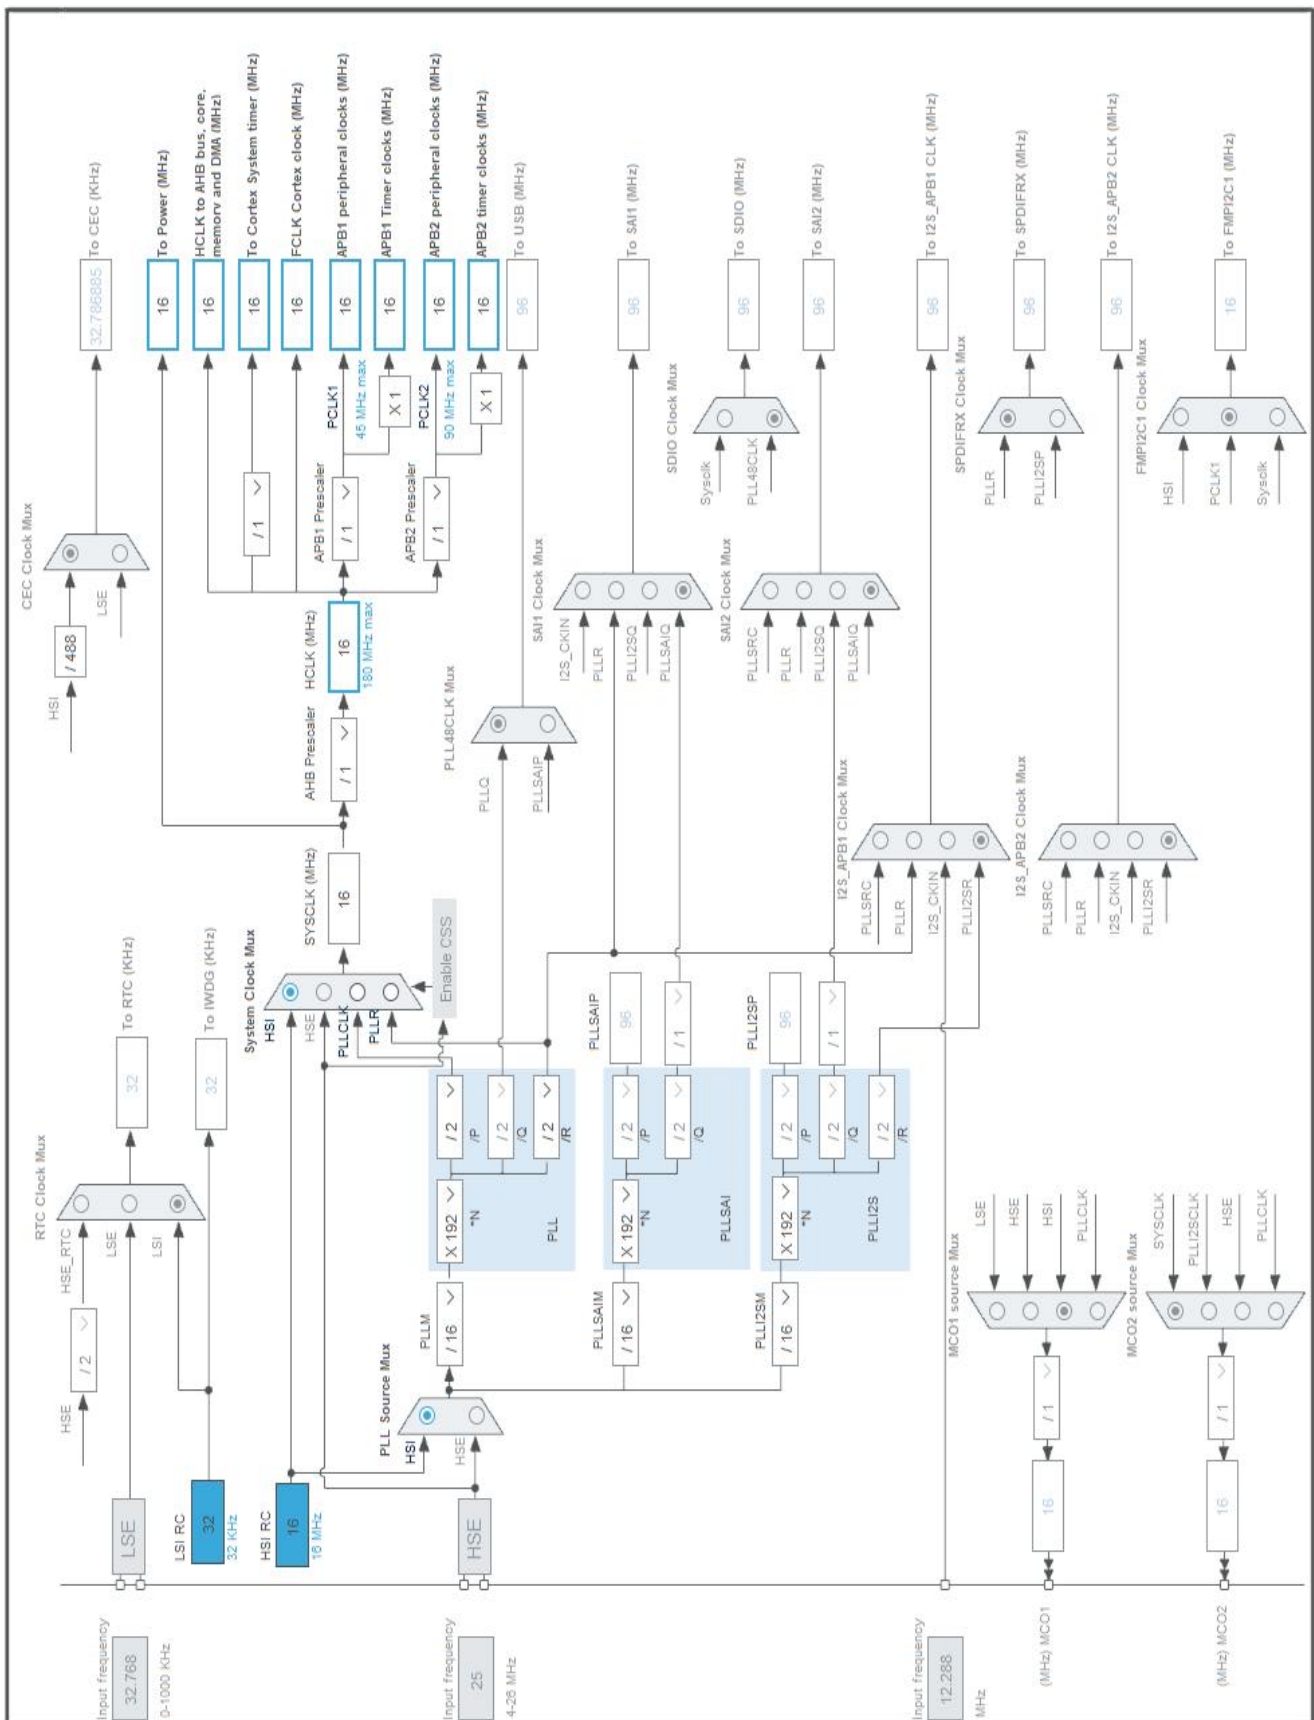 Input frequency
32.768
0-1000 KHz
LSE
LSI RC
32
32 KHz
HSE
/ 2
HSE_RTC
LSE
LSI
RTC Clock Mux
32
To RTC (KHz)
32
To IWDG (KHz)
HSI
/ 488
LSE
CEC Clock Mux
32.786885
To CEC (KHz)
HSI RC
16
16 MHz
System Clock Mux
HSI
HSE
PLLCLK
PLLR
Enable CSS
SYSCLK (MHz)
16
AHB Prescaler
/ 1
HCLK (MHz)
16
180 MHz max
/ 1
APB1 Prescaler
/ 1
APB2 Prescaler
/ 1
PCLK1
45 MHz max
X 1
PCLK2
90 MHz max
X 1
16
To Power (MHz)
16
HCLK to AHB bus, core,
memory and DMA (MHz)
16
To Cortex System timer (MHz)
16
FCLK Cortex clock (MHz)
16
APB1 peripheral clocks (MHz)
16
APB1 Timer clocks (MHz)
16
APB2 peripheral clocks (MHz)
16
APB2 timer clocks (MHz)
96
To USB (MHz)
Input frequency
25
4-26 MHz
HSE
PLL Source Mux
HSI
HSE
PLLM
/ 16
X 192
*N
/ 2
/P
/ 2
/Q
/ 2
/R
PLL
PLLQ
PLLSAIP
PLL48CLK Mux
PLLSAIM
/ 16
X 192
*N
/ 2
/P
/ 2
/Q
PLLSAI
PLLSAIP
96
/ 1
SAI1 Clock Mux
I2S_CKIN
PLLR
PLLI2SQ
PLLSAIQ
96
To SAI1 (MHz)
SDIO Clock Mux
Sysclk
PLL48CLK
96
To SDIO (MHz)
PLLI2SM
/ 16
X 192
*N
/ 2
/P
/ 2
/Q
/ 2
/R
PLLI2S
PLLI2SP
96
/ 1
SAI2 Clock Mux
PLLSRC
PLLR
PLLI2SQ
PLLSAIQ
96
To SAI2 (MHz)
I2S_APB1 Clock Mux
PLLSRC
PLLR
I2S_CKIN
PLLI2SR
96
To I2S_APB1 CLK (MHz)
SPDIFRX Clock Mux
PLLR
PLLI2SP
96
To SPDIFRX (MHz)
Input frequency
12.288
MHz
I2S_APB2 Clock Mux
PLLSRC
PLLR
I2S_CKIN
PLLI2SR
96
To I2S_APB2 CLK (MHz)
FMPI2C1 Clock Mux
HSI
PCLK1
Sysclk
16
To FMPI2C1 (MHz)
MCO1 source Mux
LSE
HSE
HSI
PLLCLK
/ 1
16
(MHz) MCO1
MCO2 source Mux
SYSCLK
PLLI2SCLK
HSE
PLLCLK
/ 1
16
(MHz) MCO2